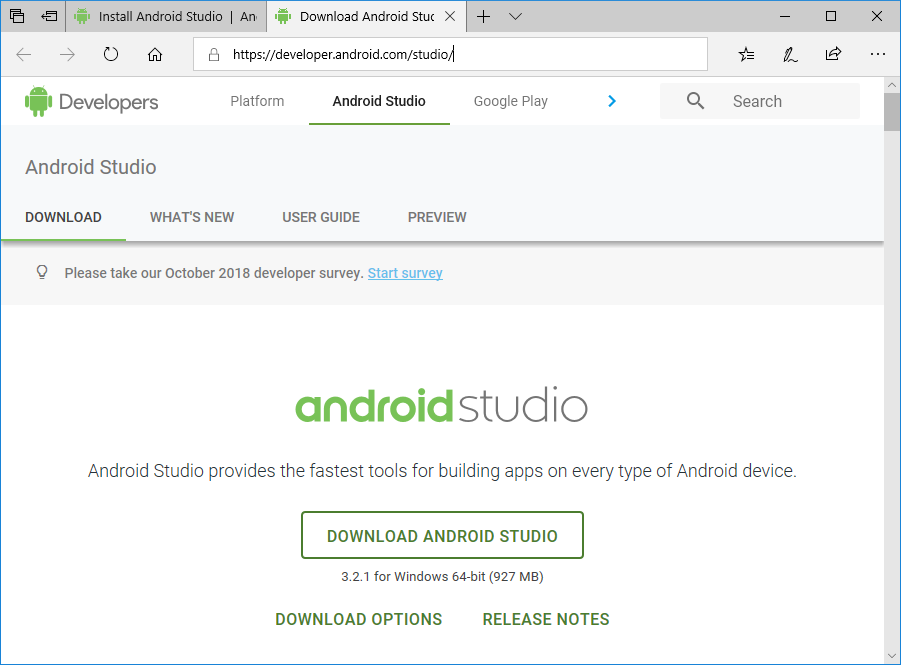 Install Android Studio | An
Download Android Stud
https://developer.android.com/studio/
Developers
Platform
Android Studio
Google Play
Search
Android Studio
DOWNLOAD
WHAT'S NEW
USER GUIDE
PREVIEW
Please take our October 2018 developer survey. Start survey
androidstudio
Android Studio provides the fastest tools for building apps on every type of Android device.
DOWNLOAD ANDROID STUDIO
3.2.1 for Windows 64-bit (927 MB)
DOWNLOAD OPTIONS
RELEASE NOTES